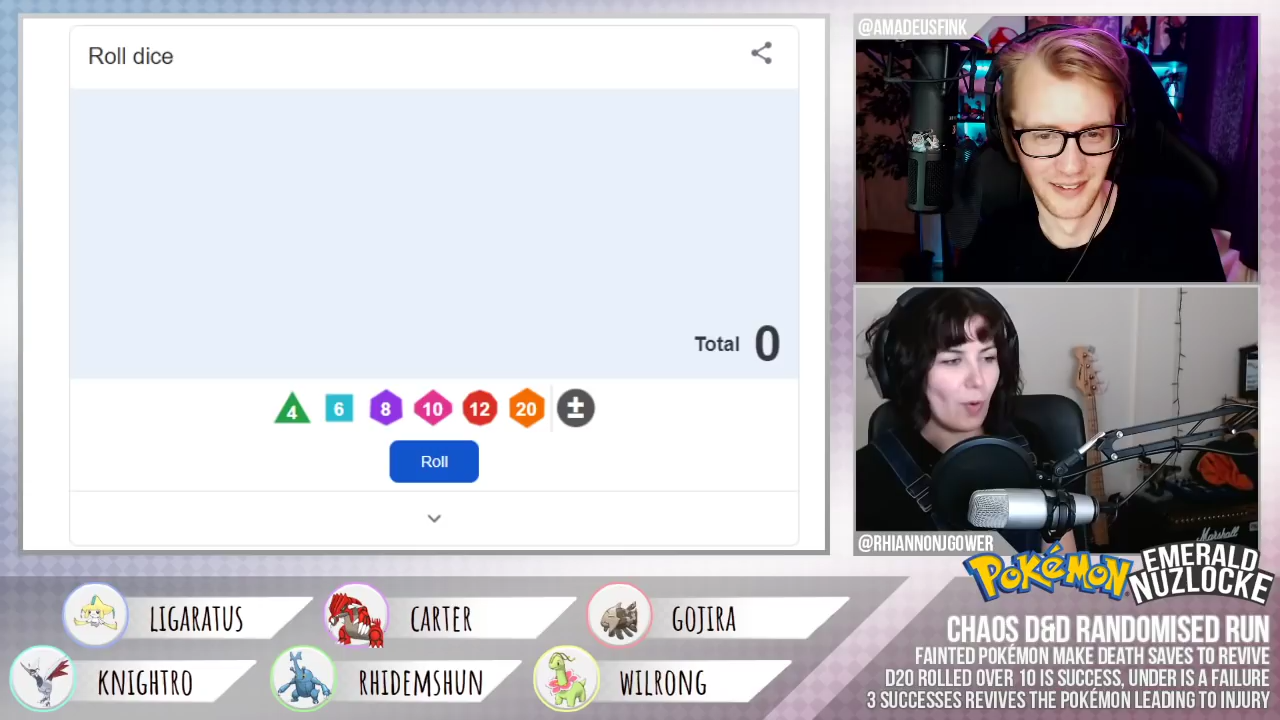 @AMADEUSFINK
Roll dice
Total 0
4 6 8 10 12 20 ±
Roll
Marshall
@RHIANNONJGOWER
POKéMON
EMERALD
NUZLOCKE
LIGARATUS
CARTER
GOJIRA
KNIGHTRO
RHIDEMSHUN
WILRONG
CHAOS D&D RANDOMISED RUN
FAINTED POKÉMON MAKE DEATH SAVES TO REVIVE
D20 ROLLED OVER 10 IS SUCCESS, UNDER IS A FAILURE
3 SUCCESSES REVIVES THE POKÉMON LEADING TO INJURY